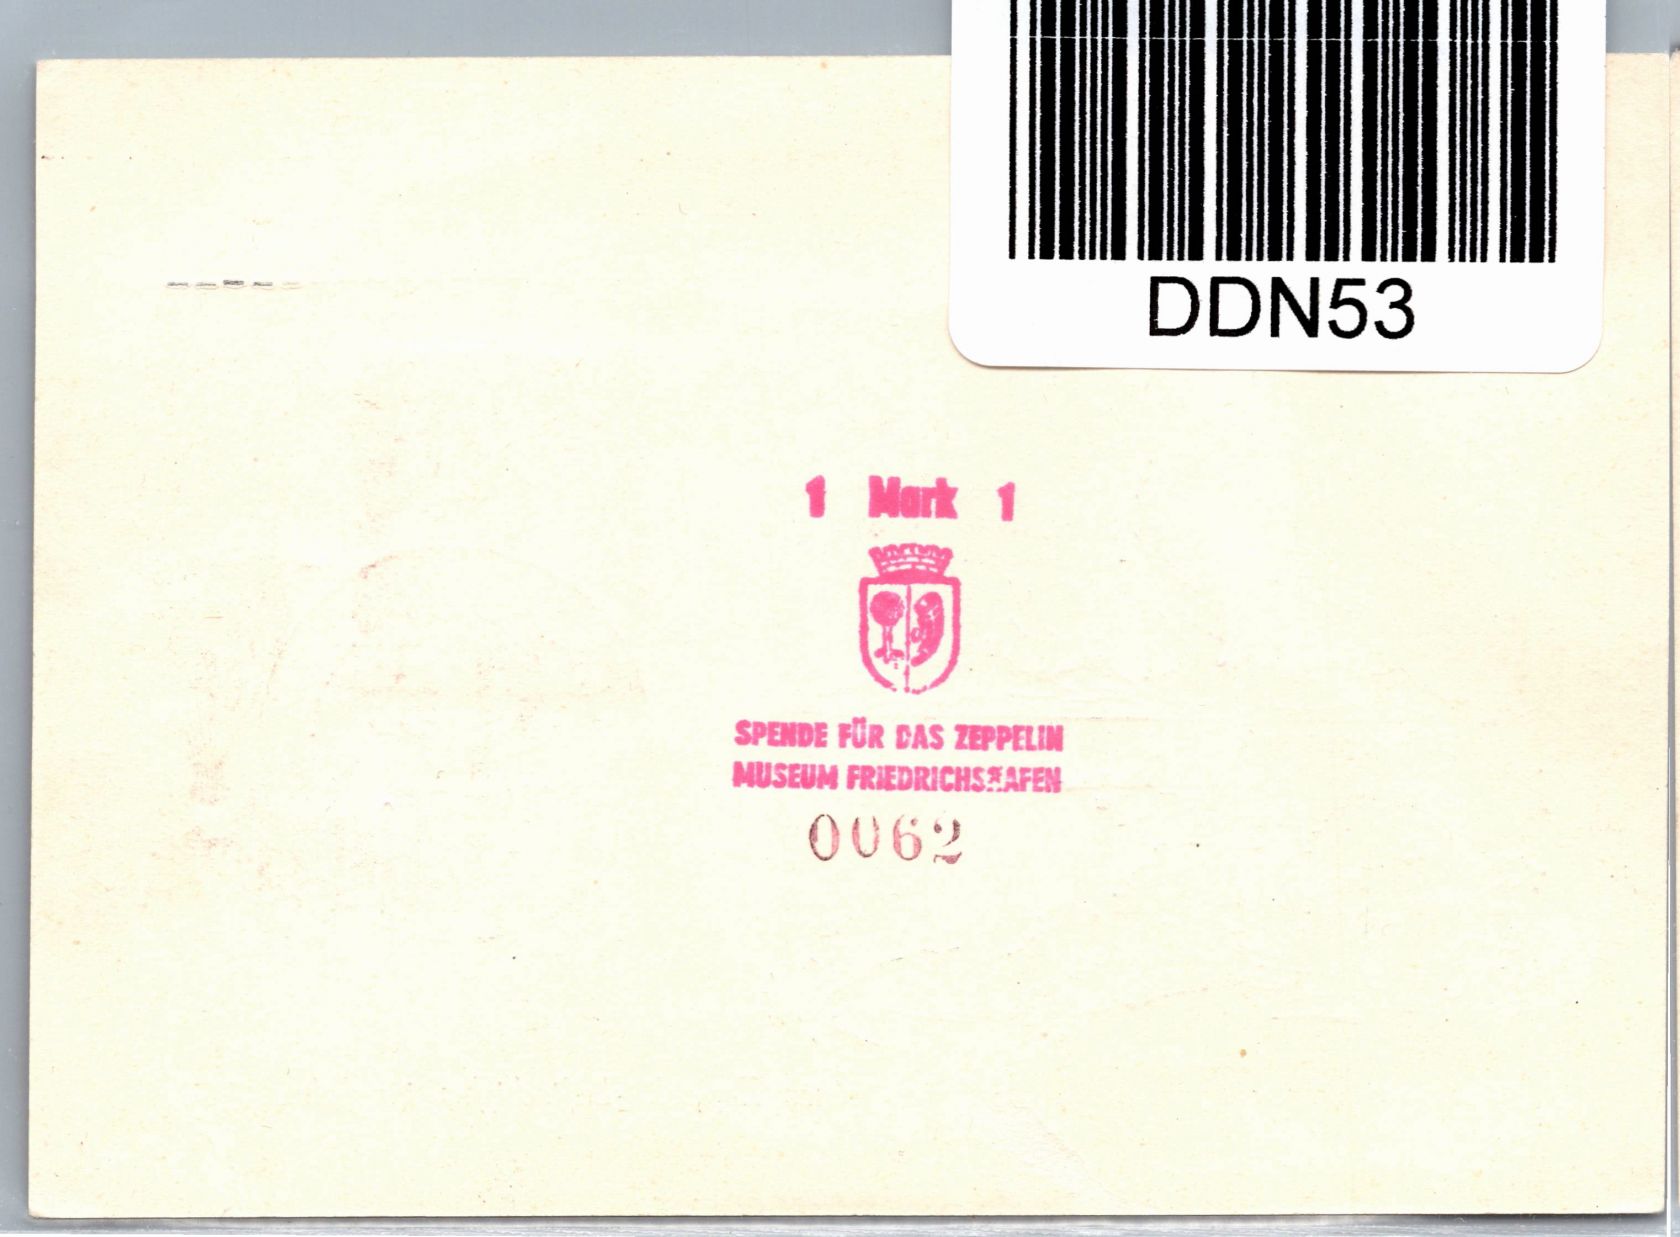 DDN53
1 Mark 1
SPENDE FÜR DAS ZEPPELIN
MUSEUM FRIEDRICHSHAFEN
0062